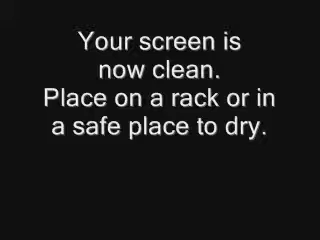 Your screen is
now clean.
Place on a rack or in
a safe place to dry.